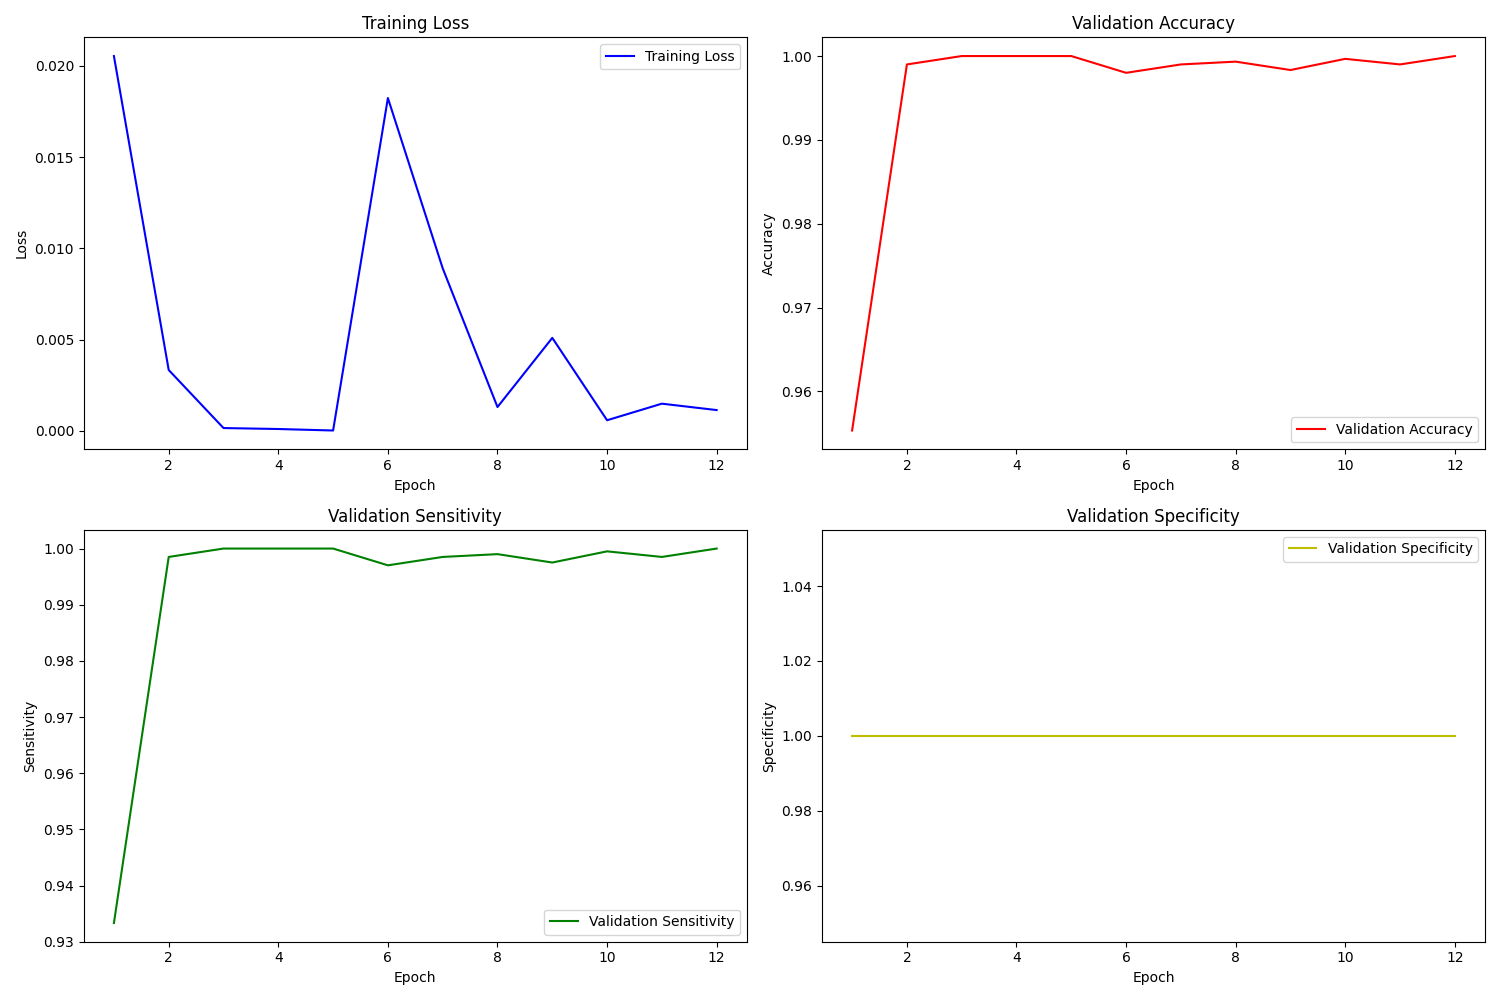 Training Loss
Training Loss
0.020
0.015
0.010
0.005
0.000
Loss
2 4 6 8 10 12
Epoch
Validation Accuracy
1.00
0.99
0.98
0.97
0.96
Accuracy
Validation Accuracy
2 4 6 8 10 12
Epoch
Validation Sensitivity
1.00
0.99
0.98
0.97
0.96
0.95
0.94
0.93
Sensitivity
Validation Sensitivity
2 4 6 8 10 12
Epoch
Validation Specificity
Validation Specificity
1.04
1.02
1.00
0.98
0.96
Specificity
2 4 6 8 10 12
Epoch